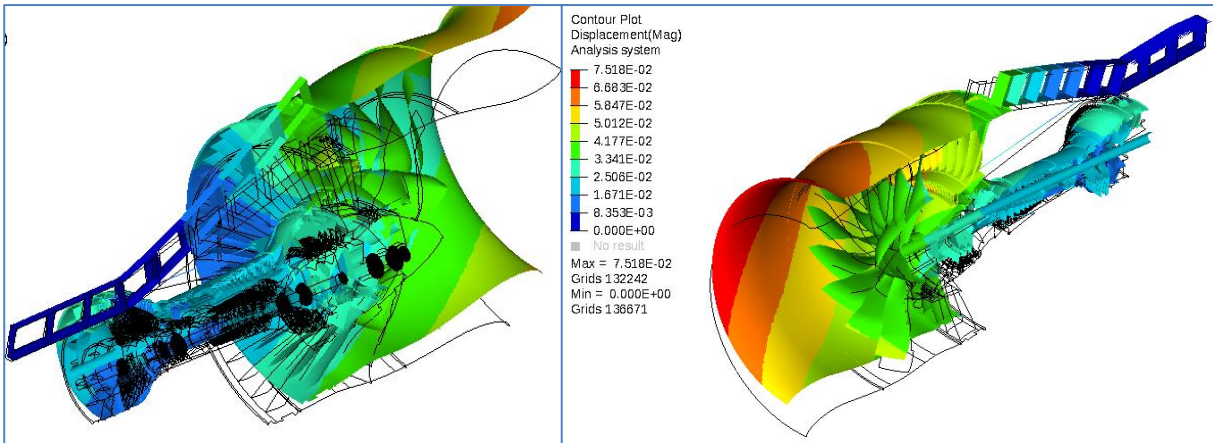 Contour Plot
Displacement(Mag)
Analysis system
7.518E-02
6.683E-02
5.847E-02
5.012E-02
4.177E-02
3.341E-02
2.506E-02
1.671E-02
8.353E-03
0.000E+00
No result
Max = 7.518E-02
Grids 132242
Min = 0.000E+00
Grids 136671